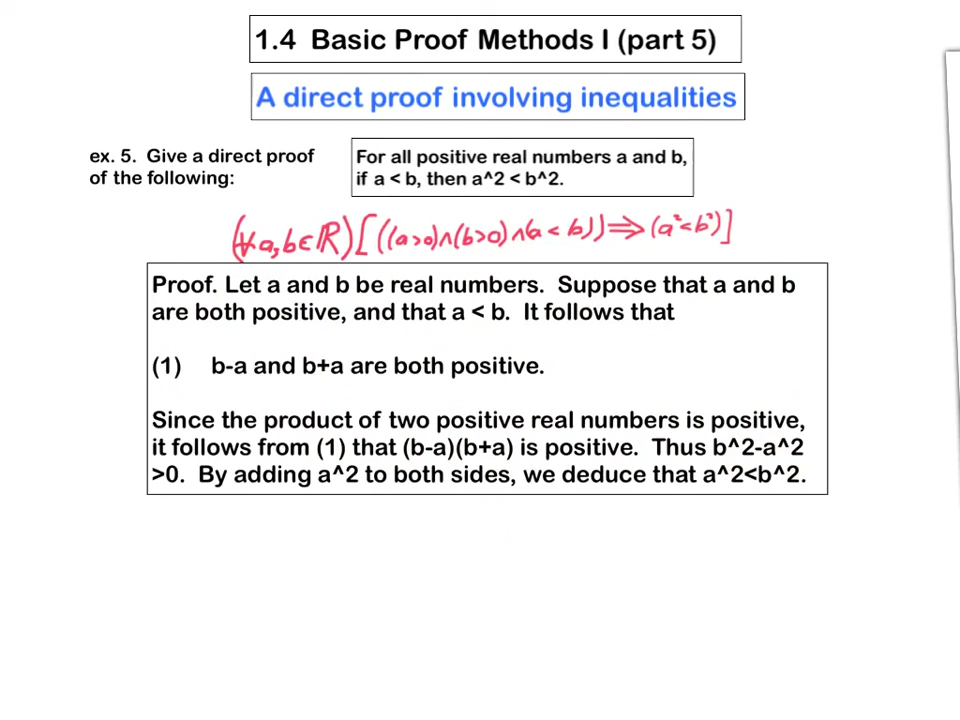 1.4 Basic Proof Methods I (part 5)
A direct proof involving inequalities
ex. 5. Give a direct proof
of the following:
For all positive real numbers a and b,
if a < b, then a^2 < b^2.
(∀a,b∈ℝ)[((a>0)∧(b>0)∧(a<b))⇒(a²<b²)]
Proof. Let a and b be real numbers. Suppose that a and b
are both positive, and that a < b. It follows that
(1) b-a and b+a are both positive.
Since the product of two positive real numbers is positive,
it follows from (1) that (b-a)(b+a) is positive. Thus b^2-a^2
>0. By adding a^2 to both sides, we deduce that a^2<b^2.